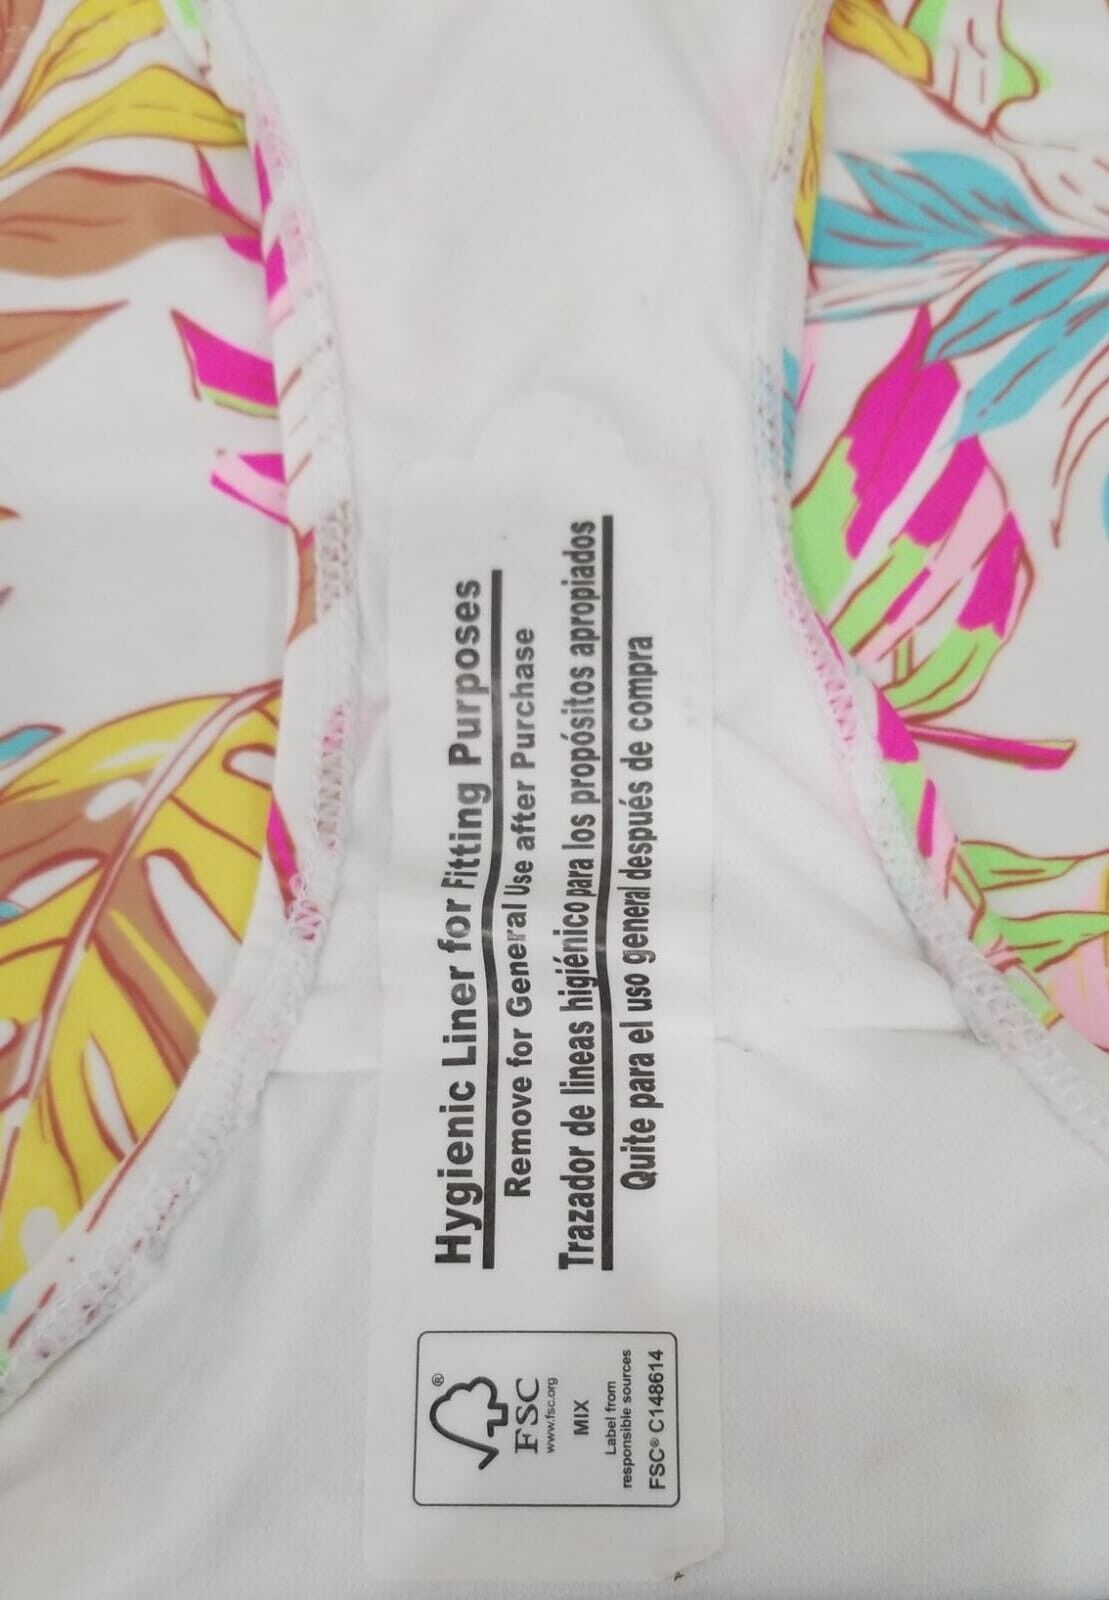 Hygienic Liner for Fitting Purposes
Remove for General Use after Purchase
Trazador de lineas higiénico para los propósitos apropiados
Quite para el uso general después de compra
®
FSC
www.fsc.org
MIX
Label from
responsible sources
FSC® C148614